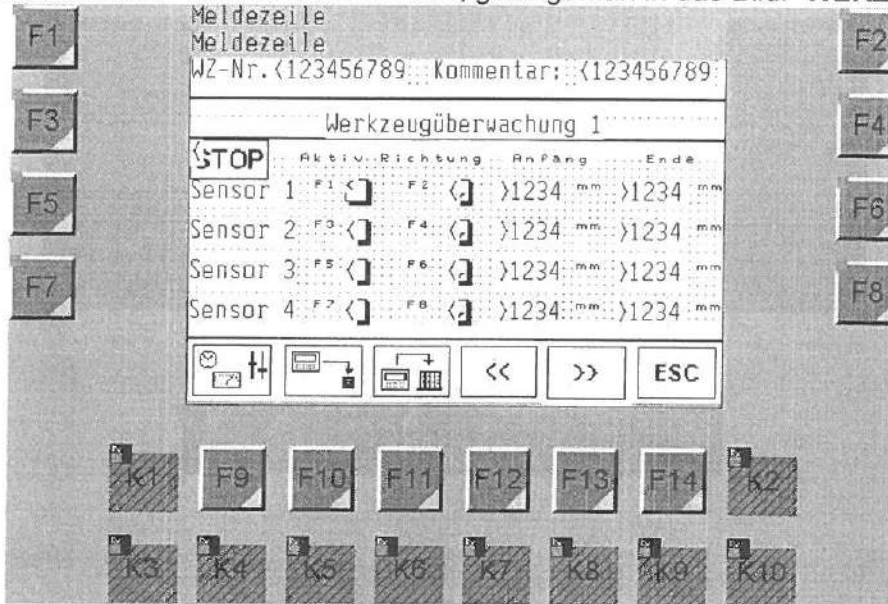 F1
F2
F3
F4
F5
F6
F7
F8
Meldezeile
Meldezeile
WZ-Nr.<123456789 Kommentar: <123456789
Werkzeugüberwachung 1
STOP Aktiv Richtung Anfang Ende
Sensor 1 F1 < F2 < >1234 mm >1234 mm
Sensor 2 F3 < F4 < >1234 mm >1234 mm
Sensor 3 F5 < F6 < >1234 mm >1234 mm
Sensor 4 F7 < F8 < >1234 mm >1234 mm
<< >> ESC
K1 F9 F10 F11 F12 F13 F14 K2
K3 K4 K5 K6 K7 K8 K9 K10